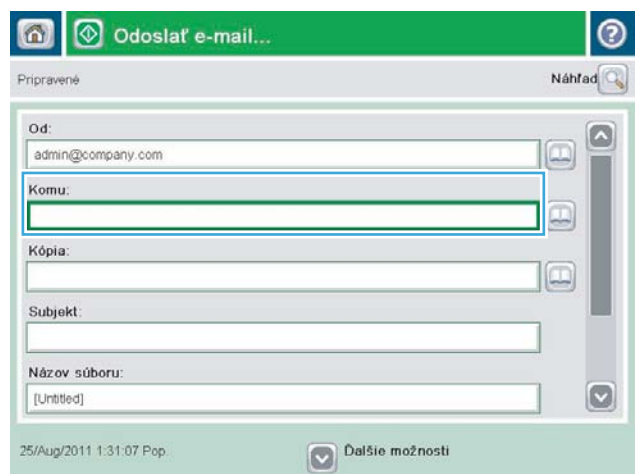 Odoslať e-mail...
Pripravené
Náhľad
Od:
admin@company.com
Komu:
Kópia:
Subjekt:
Názov súboru:
[Untitled]
25/Aug/2011 1:31:07 Pop.
Ďalšie možnosti